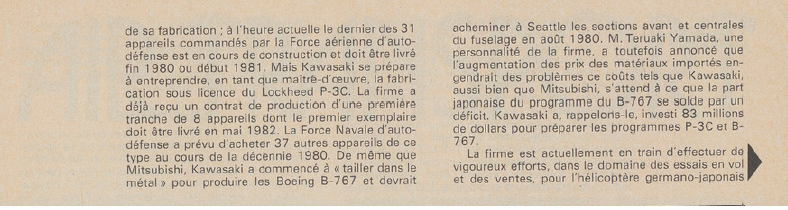 de sa fabrication ; à l'heure actuelle le dernier des 31
appareils commandés par la Force aérienne d'auto-
défense est en cours de construction et doit être livré
fin 1980 ou début 1981. Mais Kawasaki se prépare
à entreprendre, en tant que maître-d'œuvre, la fabri-
cation sous licence du Lockheed P-3C. La firme a
déjà reçu un contrat de production d'une première
tranche de 8 appareils dont le premier exemplaire
doit être livré en mai 1982. La Force Navale d'auto-
défense a prévu d'acheter 37 autres appareils de ce
type au cours de la décennie 1980. De même que
Mitsubishi, Kawasaki a commencé à « tailler dans le
métal » pour produire les Boeing B-767 et devrait
acheminer à Seattle les sections avant et centrales
du fuselage en août 1980. M. Teruaki Yamada, une
personnalité de la firme, a toutefois annoncé que
l'augmentation des prix des matériaux importés en-
gendrait des problèmes ce coûts tels que Kawasaki,
aussi bien que Mitsubishi, s'attend à ce que la part
japonaise du programme du B-767 se solde par un
déficit. Kawasaki a, rappelons-le, investi 83 millions
de dollars pour préparer les programmes P-3C et B-
767.
La firme est actuellement en train d'effectuer de
vigoureux efforts, dans le domaine des essais en vol
et des ventes, pour l'hélicoptère germano-japonais